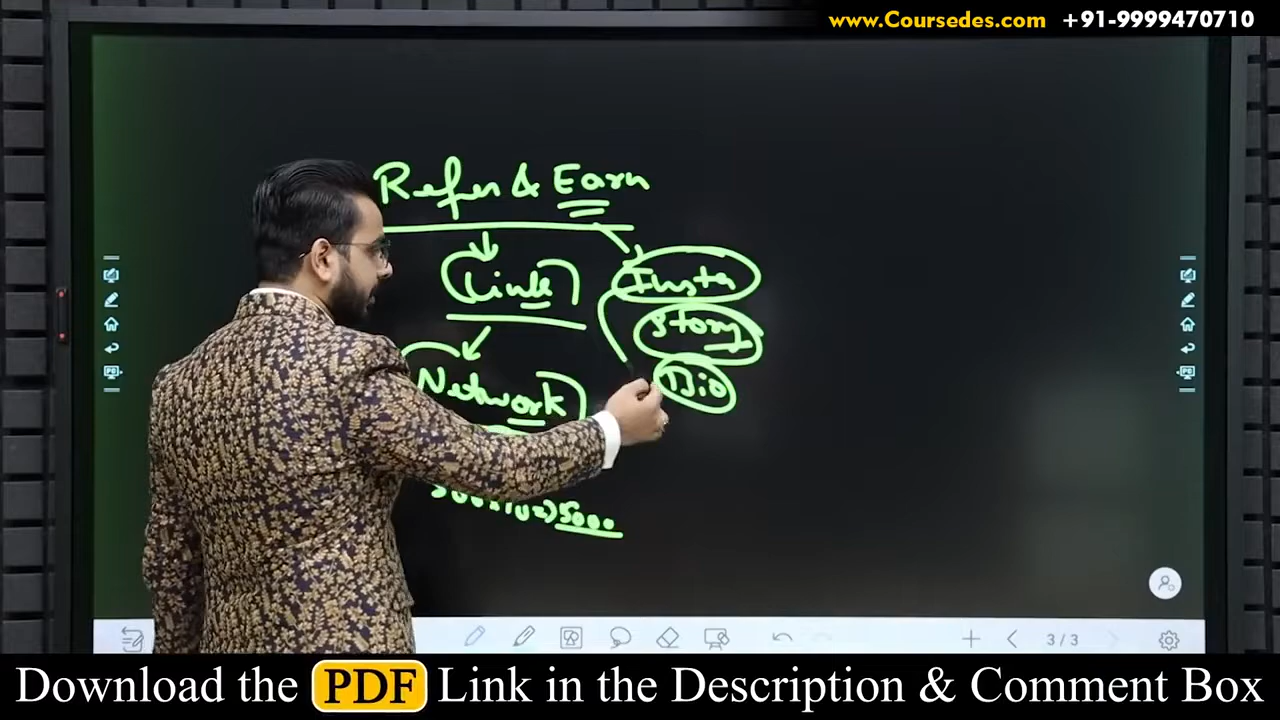 www.Coursedes.com +91-9999470710
Refer & Earn
Link
Insta
Story
Network
Bio
500x10=)5000
3/3
Download the PDF Link in the Description & Comment Box